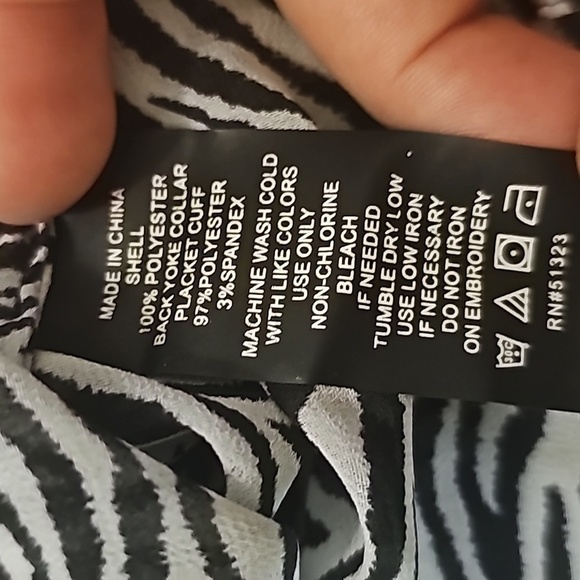 MADE IN CHINA
SHELL
100% POLYESTER
BACK YOKE COLLAR
PLACKET CUFF
97%POLYESTER
3%SPANDEX
MACHINE WASH COLD
WITH LIKE COLORS
USE ONLY
NON-CHLORINE
BLEACH
IF NEEDED
TUMBLE DRY LOW
USE LOW IRON
IF NECESSARY
DO NOT IRON
ON EMBROIDERY
30C
RN#51323